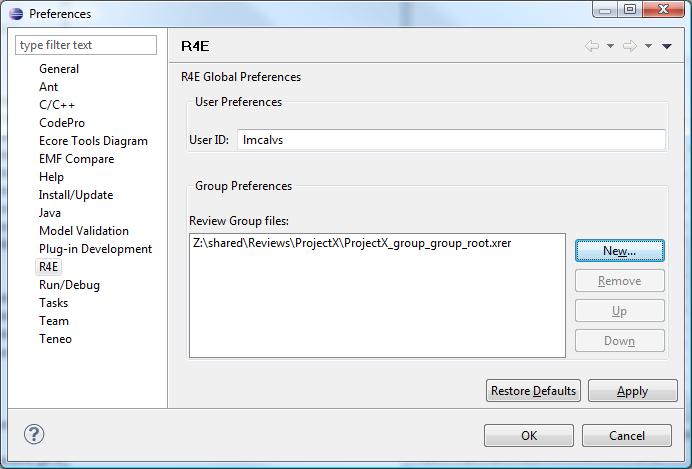 Preferences
type filter text
General
Ant
C/C++
CodePro
Ecore Tools Diagram
EMF Compare
Help
Install/Update
Java
Model Validation
Plug-in Development
R4E
Run/Debug
Tasks
Team
Teneo
R4E
R4E Global Preferences
User Preferences
User ID: lmcalvs
Group Preferences
Review Group files:
Z:\shared\Reviews\ProjectX\ProjectX_group_group_root.xrer
New...
Remove
Up
Down
Restore Defaults Apply
? OK Cancel